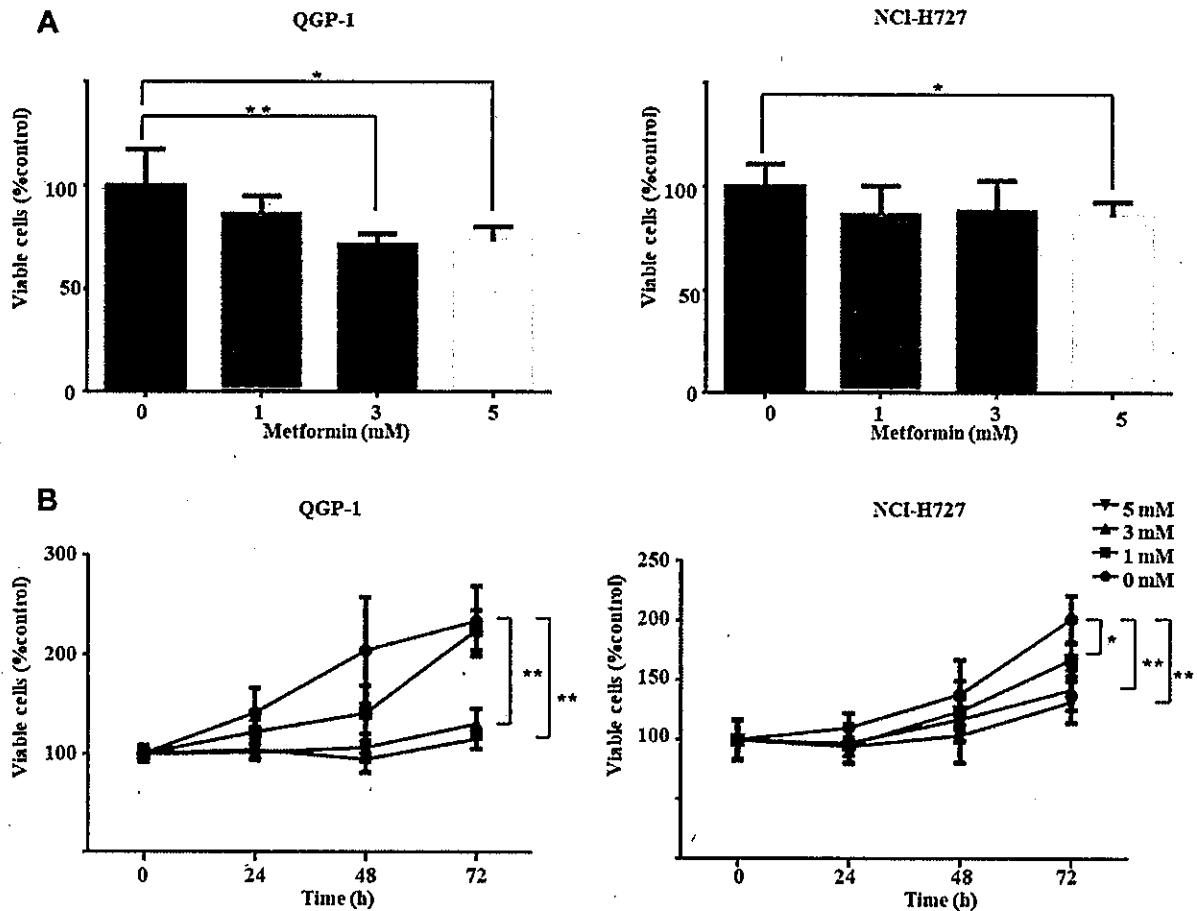 A
QGP-1
NCI-H727
Viable cells (%control)
100
50
0
*
**
0 1 3 5
Metformin (mM)
Viable cells (%control)
100
50
0
*
0 1 3 5
Metformin (mM)
B
QGP-1
NCI-H727
5 mM
3 mM
1 mM
0 mM
Viable cells (%control)
300
200
100
**
**
0 24 48 72
Time (h)
Viable cells (%control)
250
200
150
100
*
**
**
0 24 48 72
Time (h)